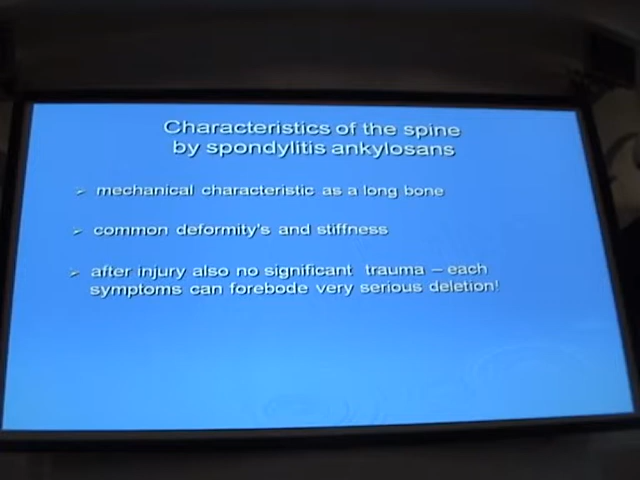 Characteristics of the spine
by spondylitis ankylosans
➢ mechanical characteristic as a long bone
➢ common deformity's and stiffness
➢ after injury also no significant trauma – each
symptoms can forebode very serious deletion!